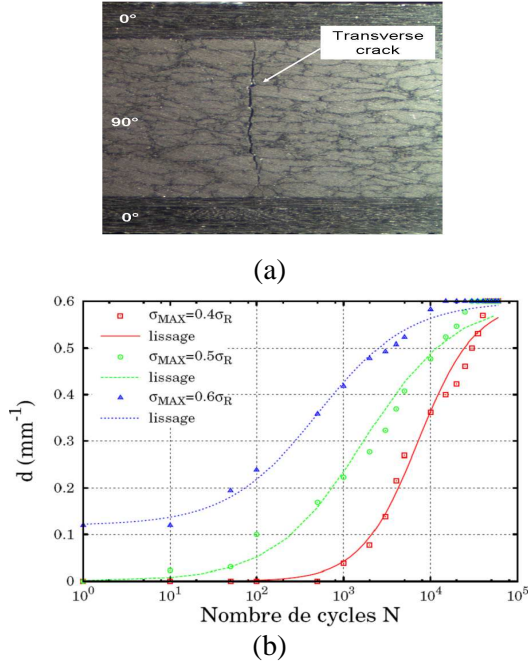 0°
Transverse
crack
90°
0°
(a)
0.6
0.5
0.4
0.3
0.2
0.1
0
d (mm⁻¹)
σMAX=0.4σR
lissage
σMAX=0.5σR
lissage
σMAX=0.6σR
lissage
10⁰ 10¹ 10² 10³ 10⁴ 10⁵
Nombre de cycles N
(b)